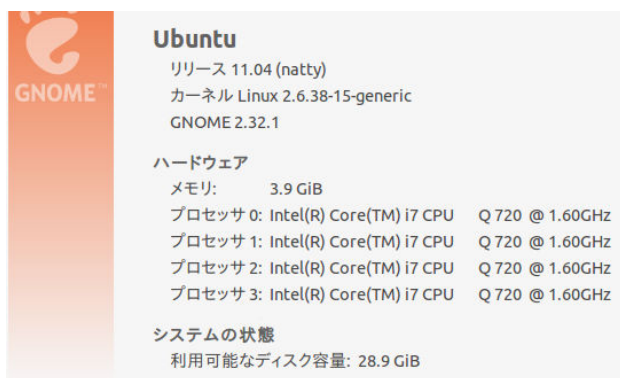 GNOME™
Ubuntu
リリース 11.04 (natty)
カーネル Linux 2.6.38-15-generic
GNOME 2.32.1
ハードウェア
メモリ: 3.9 GiB
プロセッサ 0: Intel(R) Core(TM) i7 CPU Q 720 @ 1.60GHz
プロセッサ 1: Intel(R) Core(TM) i7 CPU Q 720 @ 1.60GHz
プロセッサ 2: Intel(R) Core(TM) i7 CPU Q 720 @ 1.60GHz
プロセッサ 3: Intel(R) Core(TM) i7 CPU Q 720 @ 1.60GHz
システムの状態
利用可能なディスク容量: 28.9 GiB